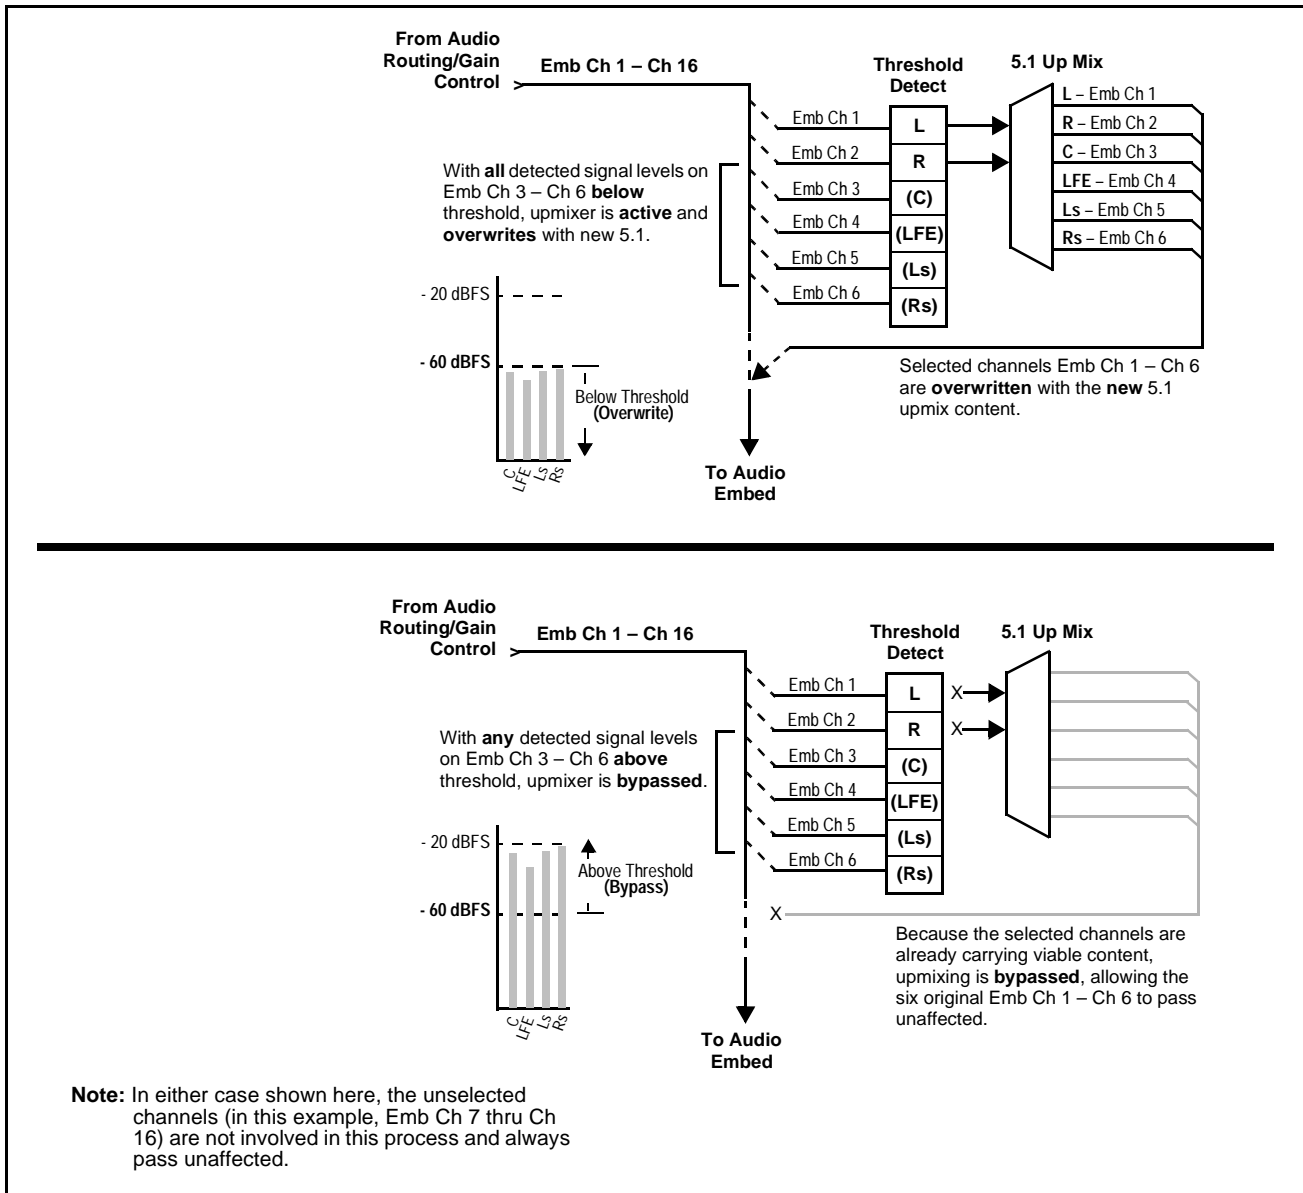 From Audio
Routing/Gain
Control
Emb Ch 1 – Ch 16
Threshold
Detect
5.1 Up Mix
Emb Ch 1
Emb Ch 2
Emb Ch 3
Emb Ch 4
Emb Ch 5
Emb Ch 6
L
R
(C)
(LFE)
(Ls)
(Rs)
L – Emb Ch 1
R – Emb Ch 2
C – Emb Ch 3
LFE – Emb Ch 4
Ls – Emb Ch 5
Rs – Emb Ch 6
With all detected signal levels on
Emb Ch 3 – Ch 6 below
threshold, upmixer is active and
overwrites with new 5.1.
- 20 dBFS
- 60 dBFS
Below Threshold
(Overwrite)
C
LFE
Ls
Rs
Selected channels Emb Ch 1 – Ch 6
are overwritten with the new 5.1
upmix content.
To Audio
Embed
From Audio
Routing/Gain
Control
Emb Ch 1 – Ch 16
Threshold
Detect
5.1 Up Mix
Emb Ch 1
Emb Ch 2
Emb Ch 3
Emb Ch 4
Emb Ch 5
Emb Ch 6
L
R
(C)
(LFE)
(Ls)
(Rs)
X
X
With any detected signal levels
on Emb Ch 3 – Ch 6 above
threshold, upmixer is bypassed.
- 20 dBFS
- 60 dBFS
Above Threshold
(Bypass)
C
LFE
Ls
Rs
X
Because the selected channels are
already carrying viable content,
upmixing is bypassed, allowing the
six original Emb Ch 1 – Ch 6 to pass
unaffected.
To Audio
Embed
Note: In either case shown here, the unselected
channels (in this example, Emb Ch 7 thru Ch
16) are not involved in this process and always
pass unaffected.